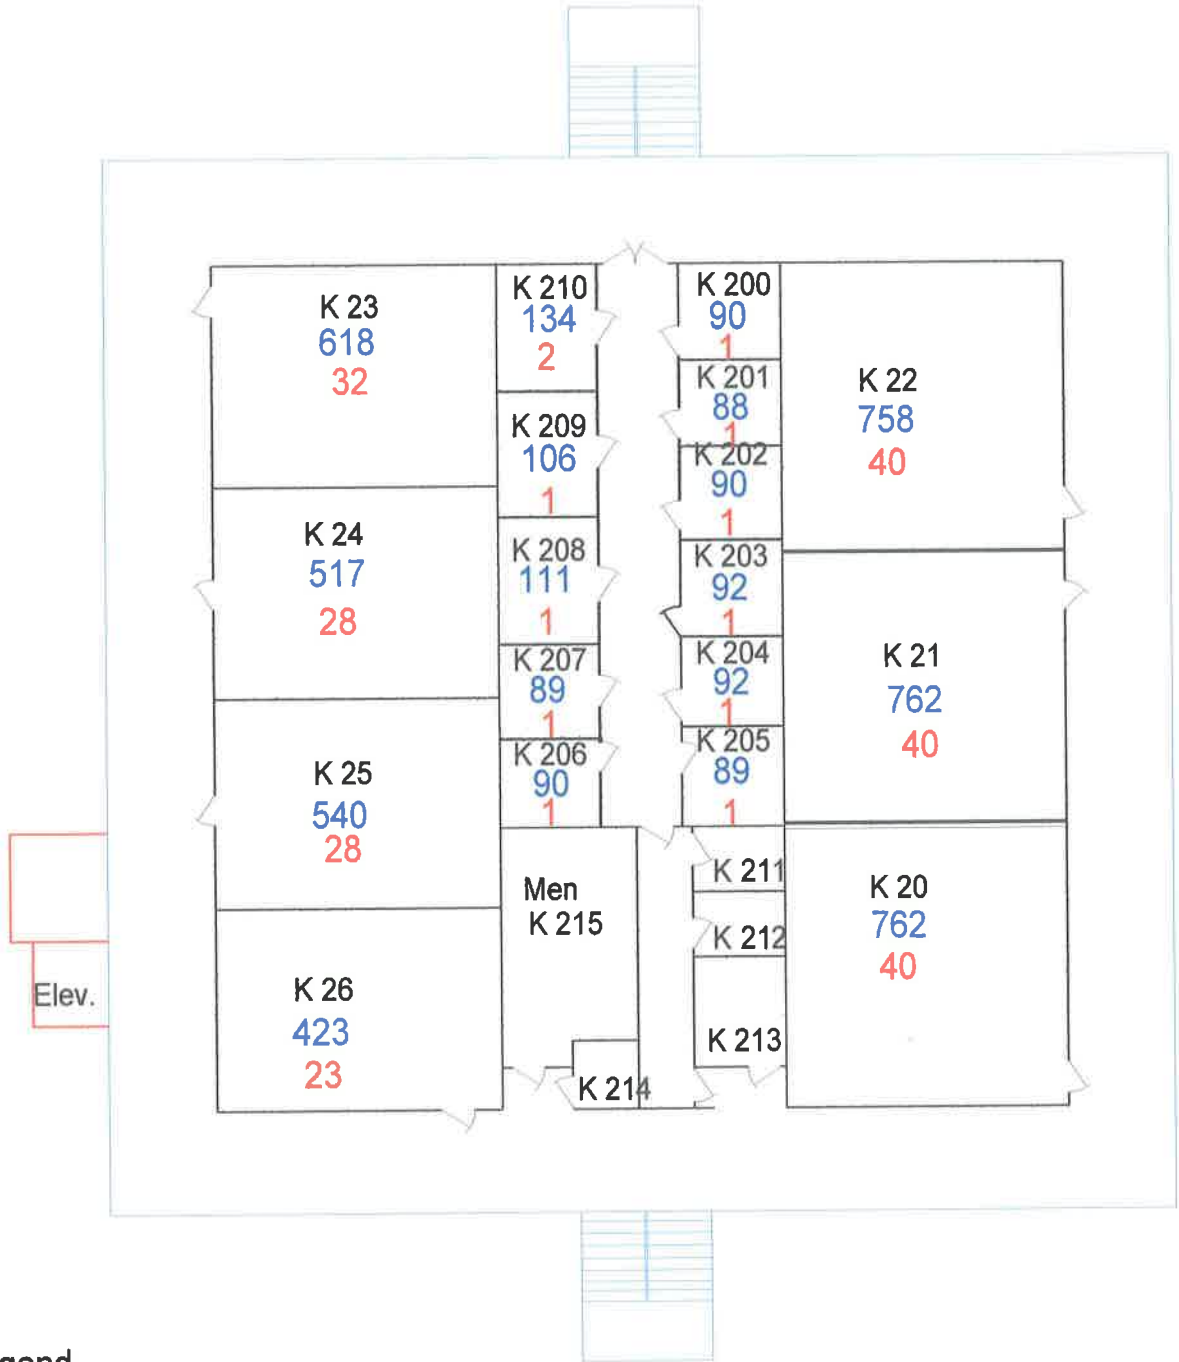 K 23
618
32
K 210
134
2
K 200
90
1
K 201
88
1
K 22
758
40
K 209
106
1
K 202
90
1
K 24
517
28
K 208
111
1
K 203
92
1
K 207
89
1
K 204
92
1
K 21
762
40
K 206
90
1
K 205
89
1
K 25
540
28
Men
K 215
K 211
K 212
K 213
K 214
K 20
762
40
K 26
423
23
Elev.